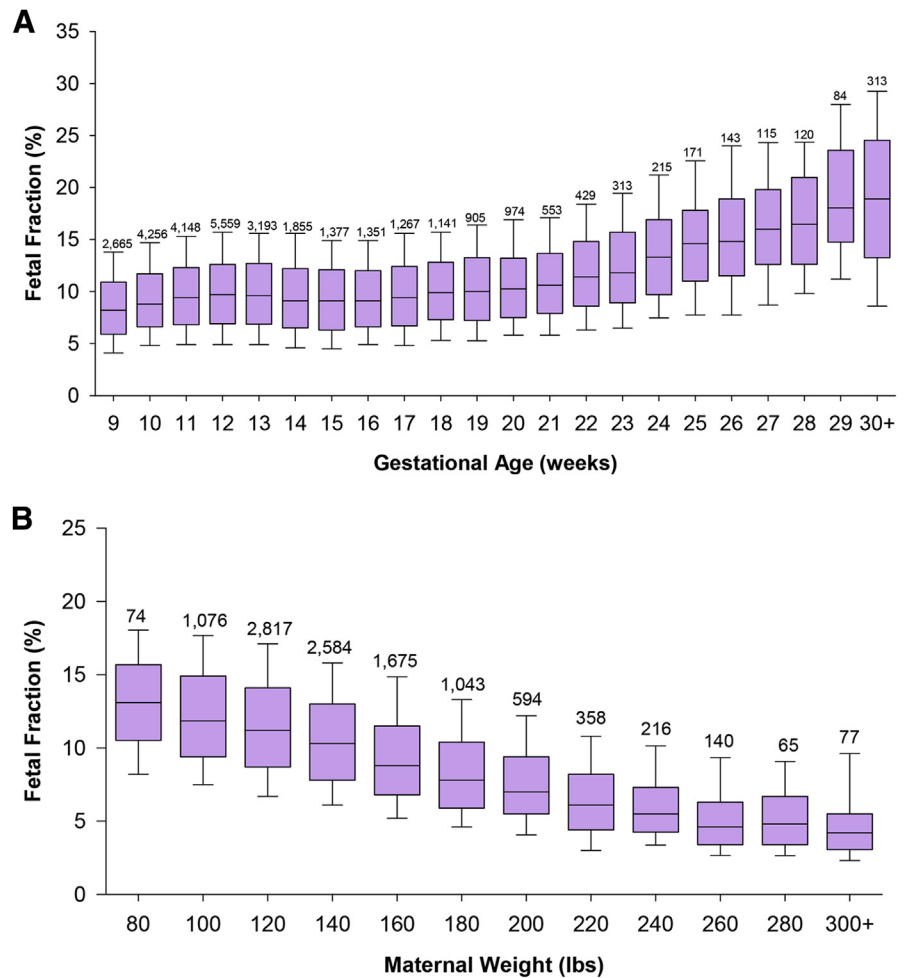 A
35
30
25
20
15
10
5
0
Fetal Fraction (%)
2,665 4,256 4,148 5,559 3,193 1,855 1,377 1,351 1,267 1,141 905 974 553 429 313 215 171 143 115 120 84 313
9 10 11 12 13 14 15 16 17 18 19 20 21 22 23 24 25 26 27 28 29 30+
Gestational Age (weeks)
B
25
20
15
10
5
0
Fetal Fraction (%)
74 1,076 2,817 2,584 1,675 1,043 594 358 216 140 65 77
80 100 120 140 160 180 200 220 240 260 280 300+
Maternal Weight (lbs)